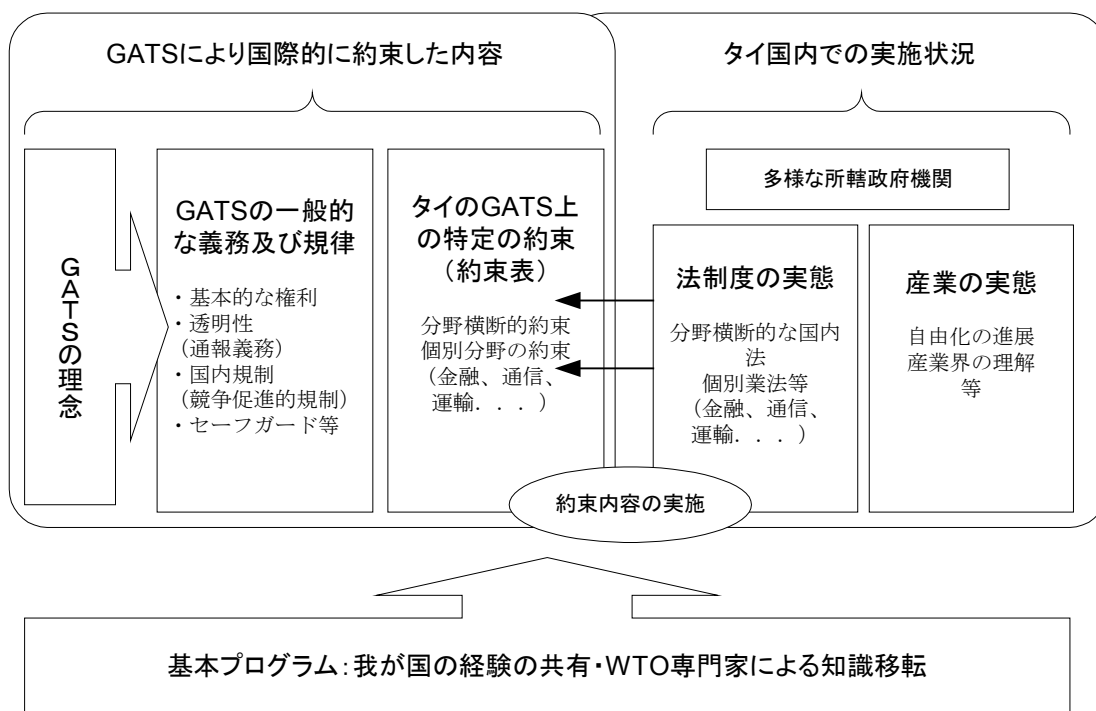 GATSにより国際的に約束した内容
タイ国内での実施状況
GATSの理念
GATSの一般的
な義務及び規律
・基本的な権利
・透明性
(通報義務)
・国内規制
(競争促進的規制)
・セーフガード等
タイのGATS上
の特定の約束
（約束表）
分野横断的約束
個別分野の約束
（金融、通信、
運輸．．．）
多様な所轄政府機関
法制度の実態
分野横断的な国内
法
個別業法等
（金融、通信、
運輸．．．）
産業の実態
自由化の進展
産業界の理解
等
約束内容の実施
基本プログラム：我が国の経験の共有・WTO専門家による知識移転